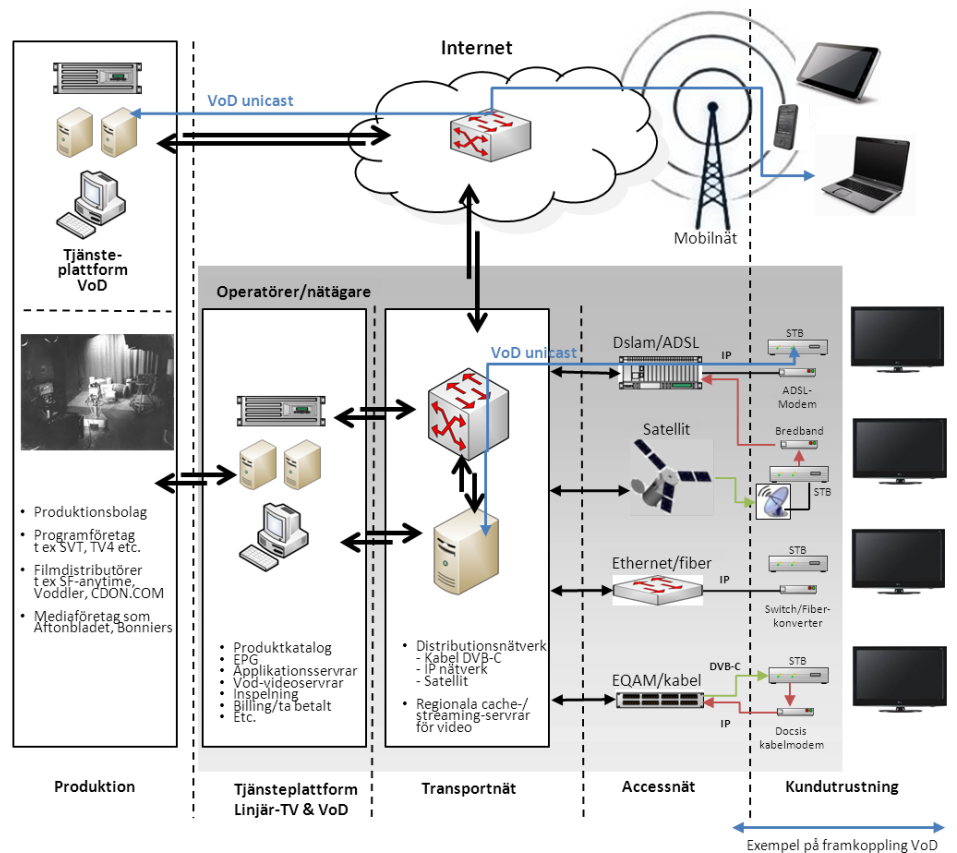 Internet
VoD unicast
Tjänste-
plattform
VoD
Mobilnät
Operatörer/nätägare
VoD unicast
Dslam/ADSL
IP
STB
ADSL-
Modem
Bredband
Satellit
STB
Ethernet/fiber
IP
STB
Switch/Fiber-
konverter
EQAM/kabel
DVB-C
STB
IP
Docsis
kabelmodem
• Produktionsbolag
• Programföretag
t ex SVT, TV4 etc.
• Filmdistributörer
t ex SF-anytime,
Voddler, CDON.COM
• Mediaföretag som
Aftonbladet, Bonniers
• Produktkatalog
• EPG
• Applikationsservrar
• Vod-videoservrar
• Inspelning
• Billing/ta betalt
• Etc.
• Distributionsnätverk
- Kabel DVB-C
- IP nätverk
- Satellit
• Regionala cache-/
streaming-servrar
för video
Produktion
Tjänsteplattform
Linjär-TV & VoD
Transportnät
Accessnät
Kundutrustning
Exempel på framkoppling VoD